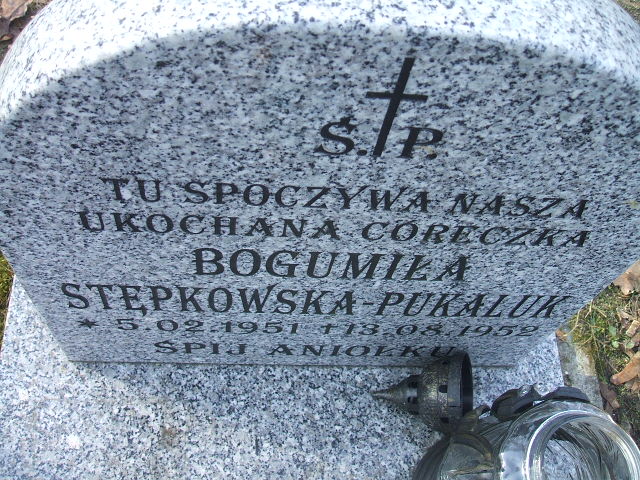 Ś. P.
TU SPOCZYWA NASZA
UKOCHANA CÓRECZKA
BOGUMIŁA
STĘPKOWSKA-PUKALUK
* 5.02.1951 † 13.08.1952
ŚPIJ ANIOŁKU